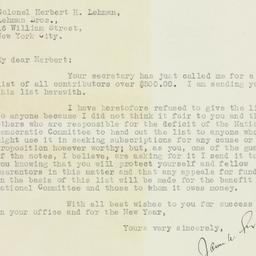 Colonel Herbert H. Lehman,
Lehman Bros.,
16 William Street,
New York City.
My dear Herbert:
Your secretary has just called me for a
list of all contributors over $500.00. I am sending you
this list herewith.
I have heretofore refused to give the li
to anyone because I did not think it fair to you and th
others who are responsible for the deficit of the Natio
Democratic Committee to hand out the list to anyone who
might use it in seeking subscriptions for any cause or
proposition however worthy; but, as you, one of the gua
of the notes, I believe, are asking for it I send it to
you knowing that you will protect yourself and fellow
guarantors in this matter and that any appeals for fund
on the basis of this list will be made for the benefit
National Committee and those to whom it owes money.
With all best wishes to you for success
in your office and for the New Year,
Yours very sincerely,
James W.